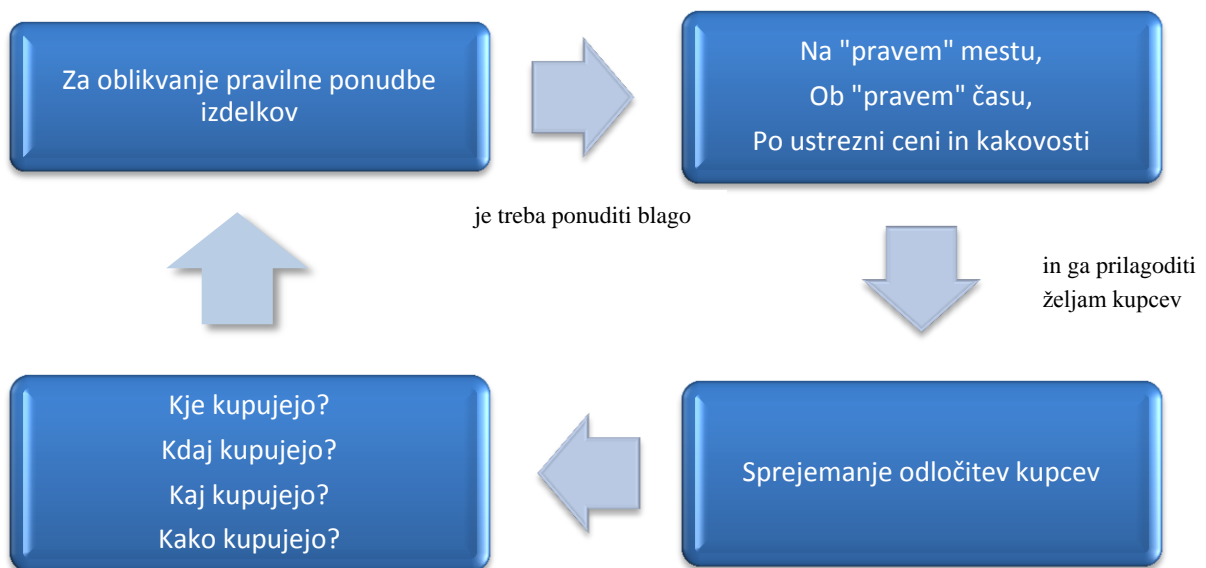 Za oblikvanje pravilne ponudbe
izdelkov
Na "pravem" mestu,
Ob "pravem" času,
Po ustrezni ceni in kakovosti
je treba ponuditi blago
in ga prilagoditi
željam kupcev
Kje kupujejo?
Kdaj kupujejo?
Kaj kupujejo?
Kako kupujejo?
Sprejemanje odločitev kupcev